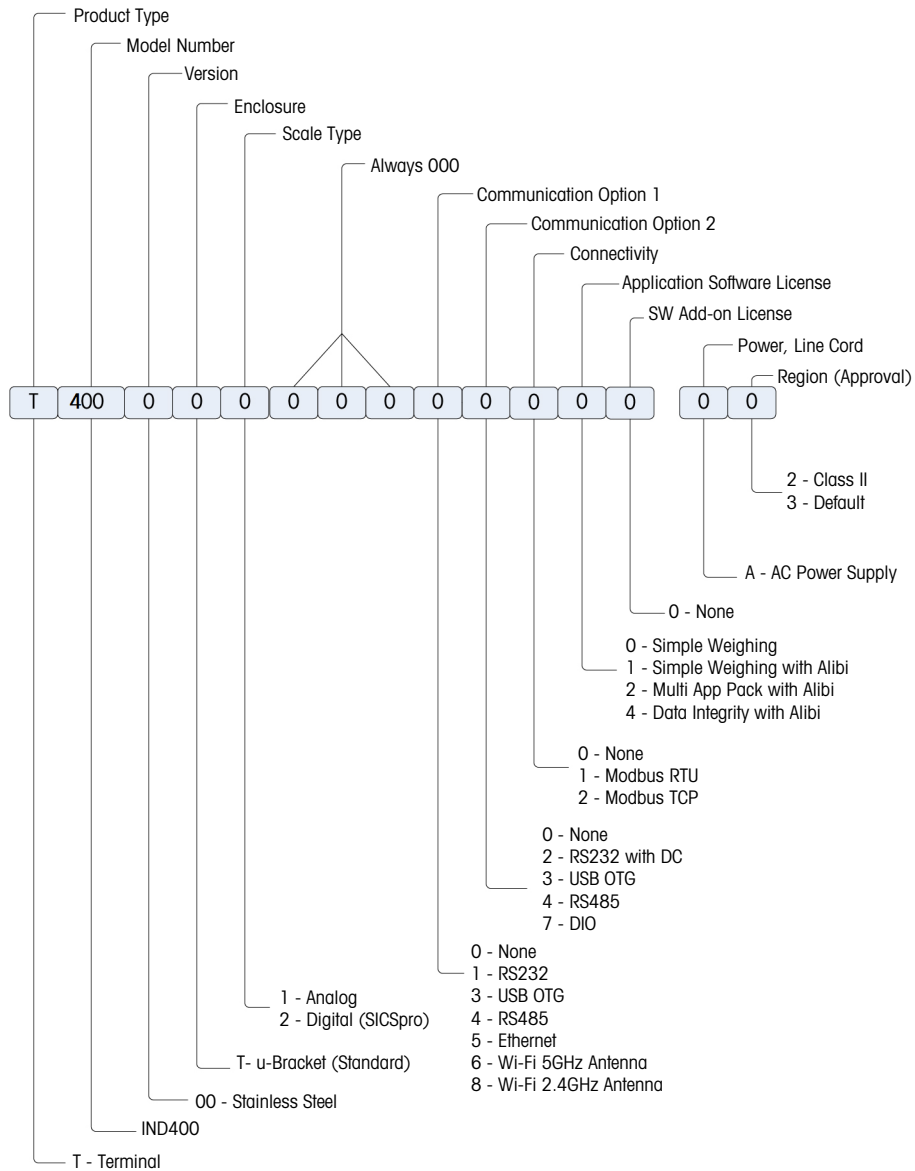 Product Type
Model Number
Version
Enclosure
Scale Type
Always 000
Communication Option 1
Communication Option 2
Connectivity
Application Software License
SW Add-on License
Power, Line Cord
Region (Approval)
T 400 0 0 0 0 0 0 0 0 0 0 0 0 0
2 - Class II
3 - Default
A - AC Power Supply
0 - None
0 - Simple Weighing
1 - Simple Weighing with Alibi
2 - Multi App Pack with Alibi
4 - Data Integrity with Alibi
0 - None
1 - Modbus RTU
2 - Modbus TCP
0 - None
2 - RS232 with DC
3 - USB OTG
4 - RS485
7 - DIO
0 - None
1 - RS232
3 - USB OTG
4 - RS485
5 - Ethernet
6 - Wi-Fi 5GHz Antenna
8 - Wi-Fi 2.4GHz Antenna
1 - Analog
2 - Digital (SICSpro)
T- u-Bracket (Standard)
00 - Stainless Steel
IND400
T - Terminal